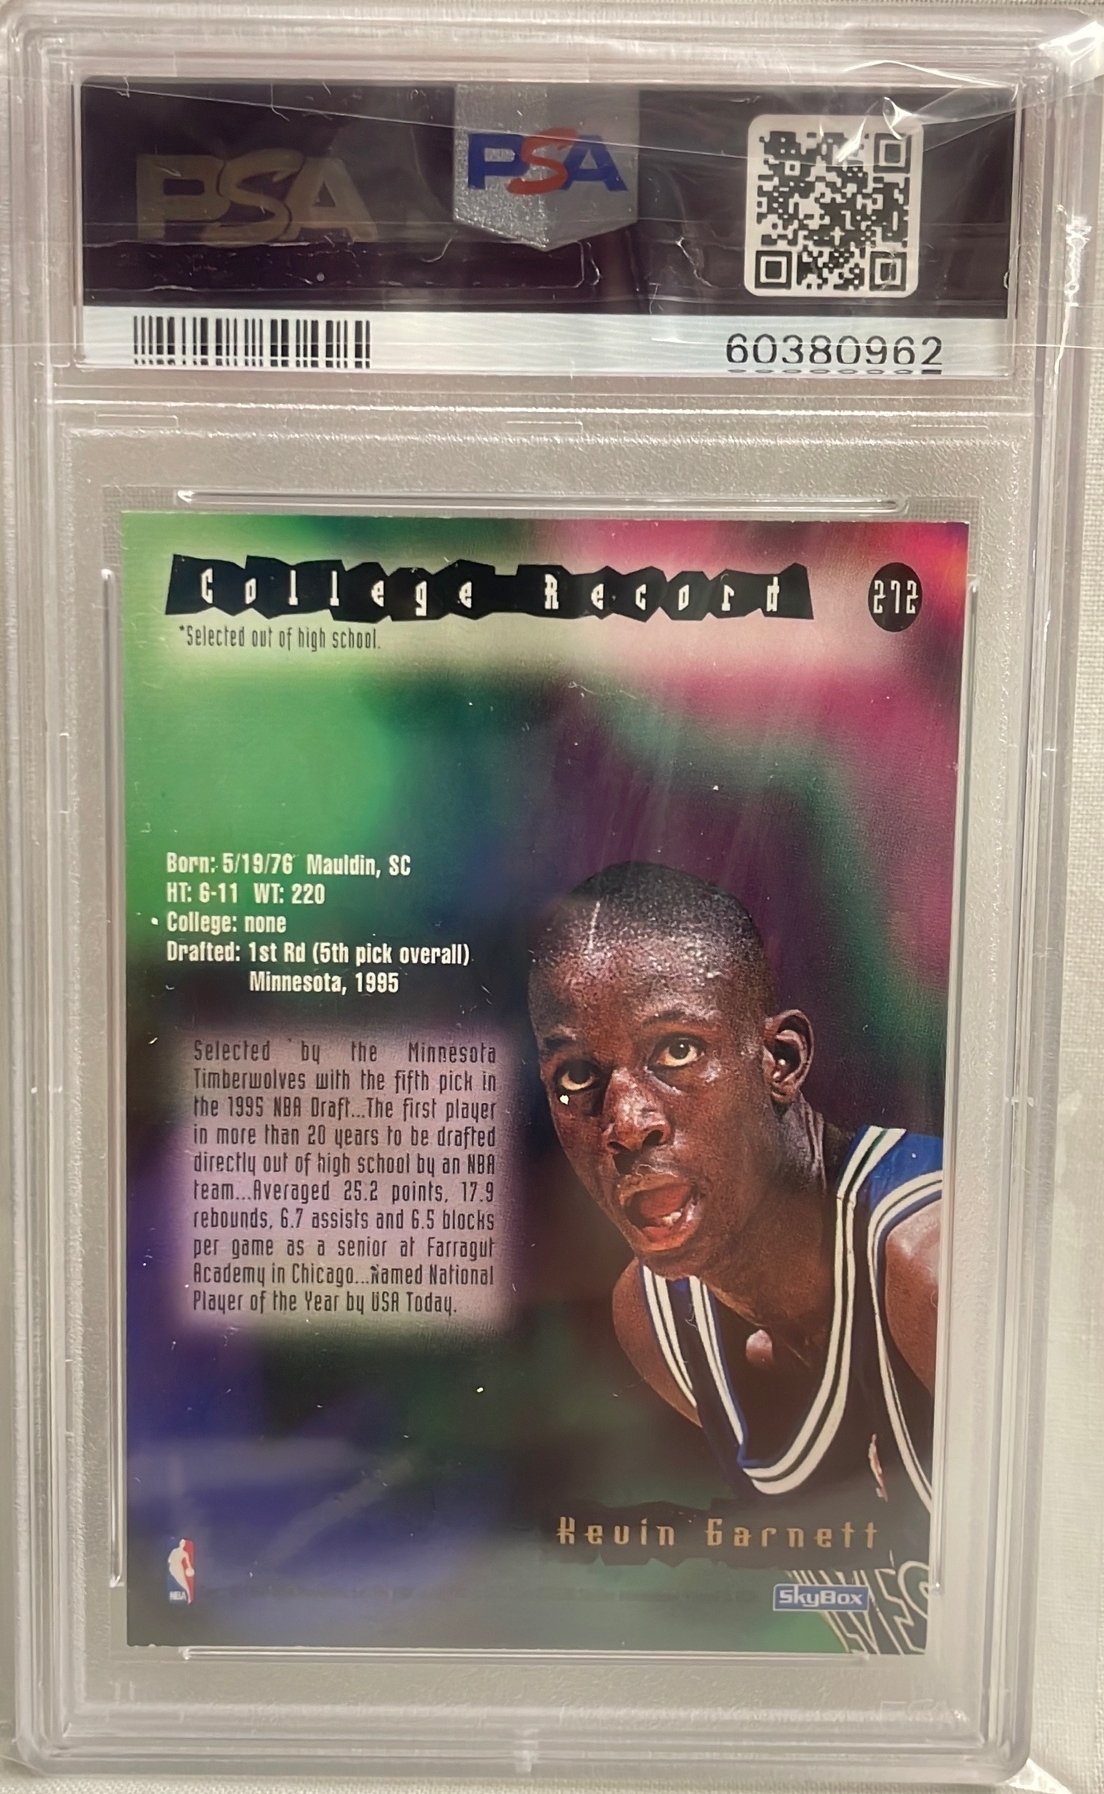 PSA
PSA
60380962
College Record
272
*Selected out of high school.
Born: 5/19/76 Mauldin, SC
HT: 6-11 WT: 220
College: none
Drafted: 1st Rd (5th pick overall)
Minnesota, 1995
Selected by the Minnesota
Timberwolves with the fifth pick in
the 1995 NBA Draft...The first player
in more than 20 years to be drafted
directly out of high school by an NBA
team...Averaged 25.2 points, 17.9
rebounds, 6.7 assists and 6.5 blocks
per game as a senior at Farragut
Academy in Chicago...Named National
Player of the Year by USA Today.
Kevin Garnett
NBA
SkyBox